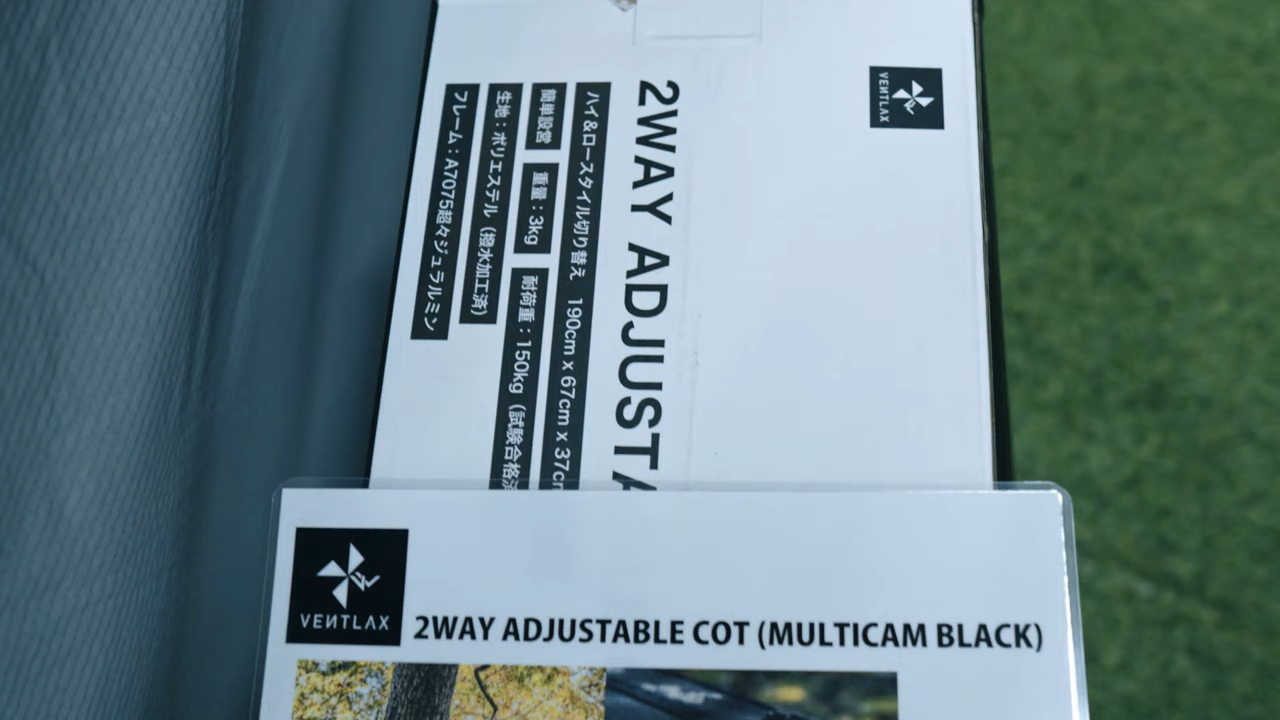 VENTLAX
2WAY ADJUSTA
ハイ&ロースタイル切り替え 190cm x 67cm x 37c
簡単設営 重量：3kg 耐荷重：150kg（試験合格済
生地：ポリエステル（撥水加工済）
フレーム：A7075超々ジュラルミン
VENTLAX
2WAY ADJUSTABLE COT (MULTICAM BLACK)